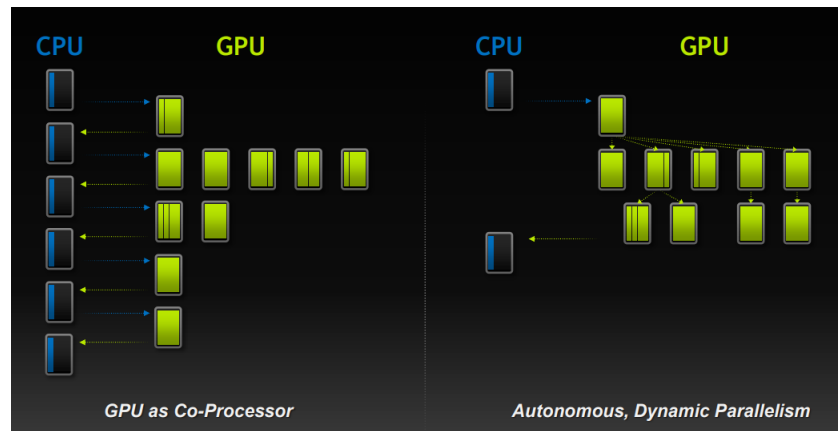 CPU
GPU
CPU
GPU
GPU as Co-Processor
Autonomous, Dynamic Parallelism